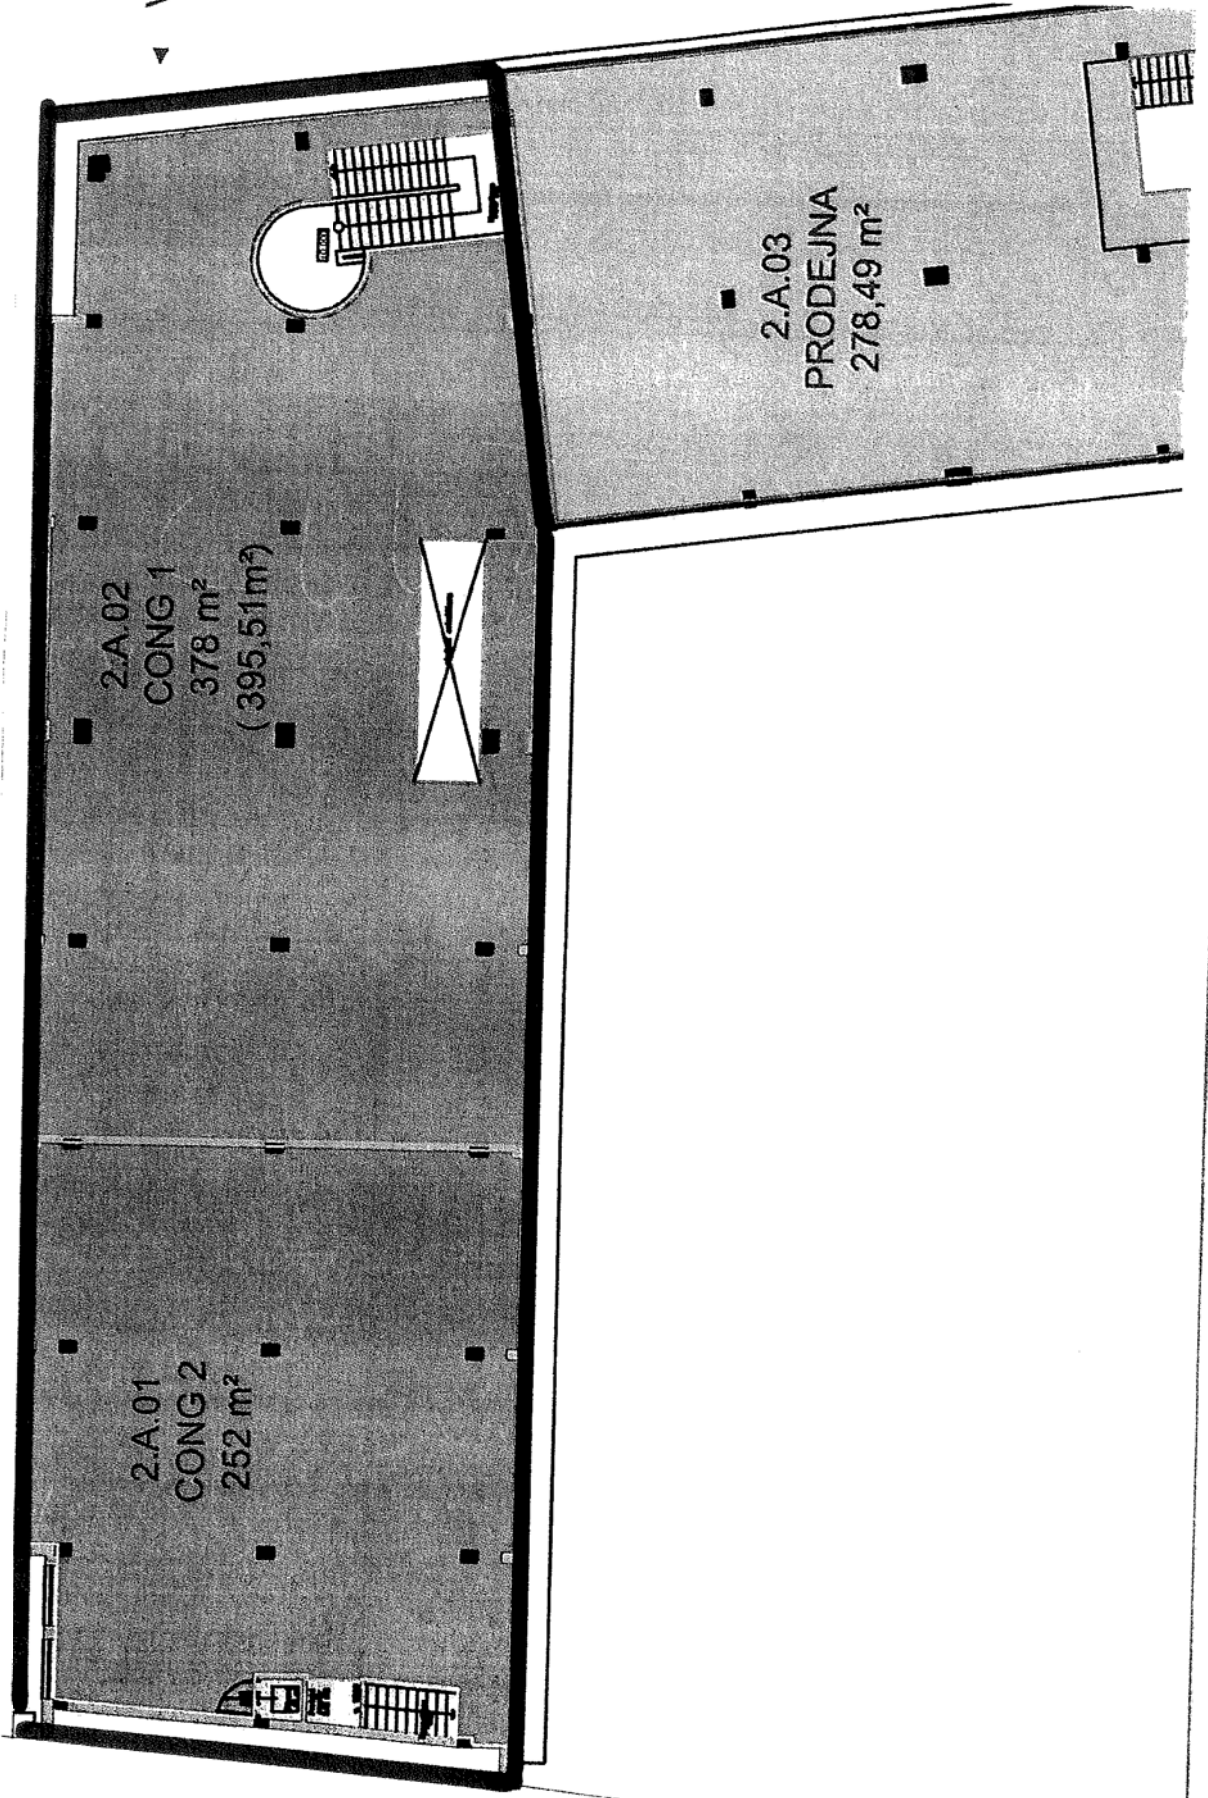 2.A.03
PRODEJNA
278,49 m²
2.A.02
CONG 1
378 m²
(395,51m²)
2.A.01
CONG 2
252 m²